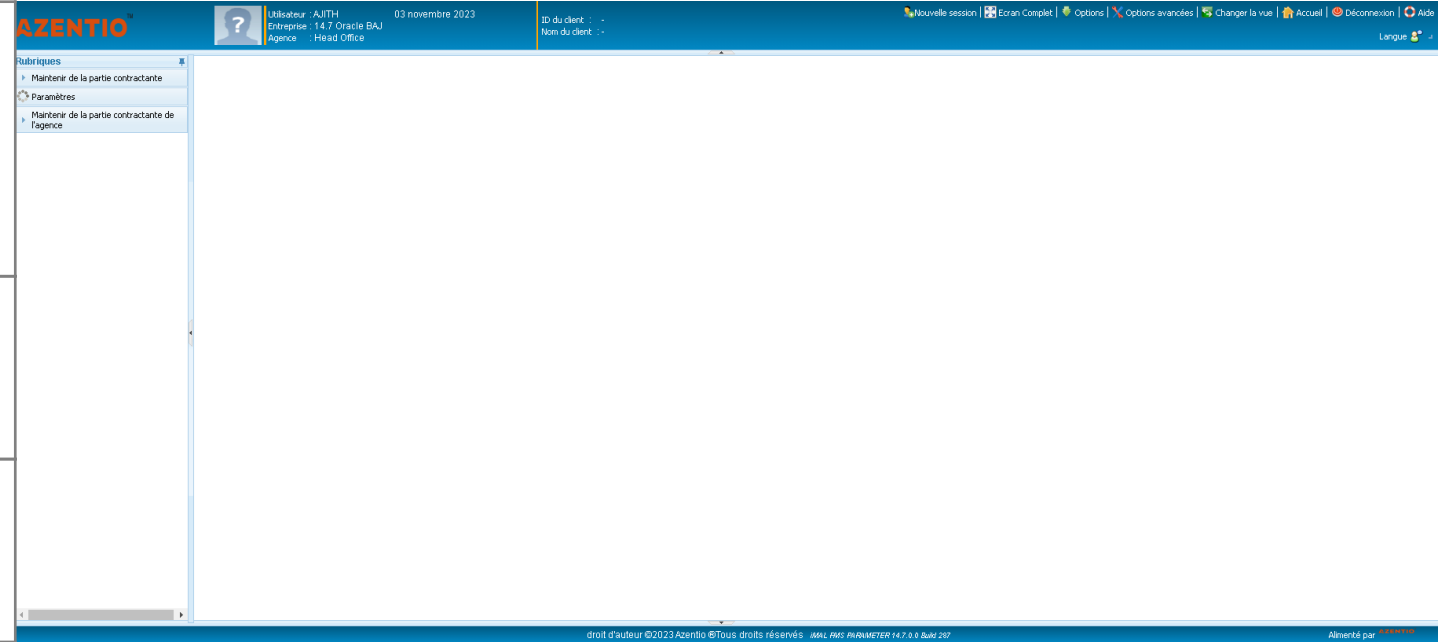 AZENTIO™
Utilisateur : AJITH 03 novembre 2023
Entreprise : 14.7 Oracle BAJ
Agence : Head Office
ID du client : -
Nom du client : -
Nouvelle session | Ecran Complet | Options | Options avancées | Changer la vue | Accueil | Déconnexion | Aide
Langue
Rubriques
Maintenir de la partie contractante
Paramètres
Maintenir de la partie contractante de
l'agence
droit d'auteur ©2023 Azentio ®Tous droits réservés IMAL RMS PARAMETER 14.7.0.0 Build 287
Alimenté par AZENTIO